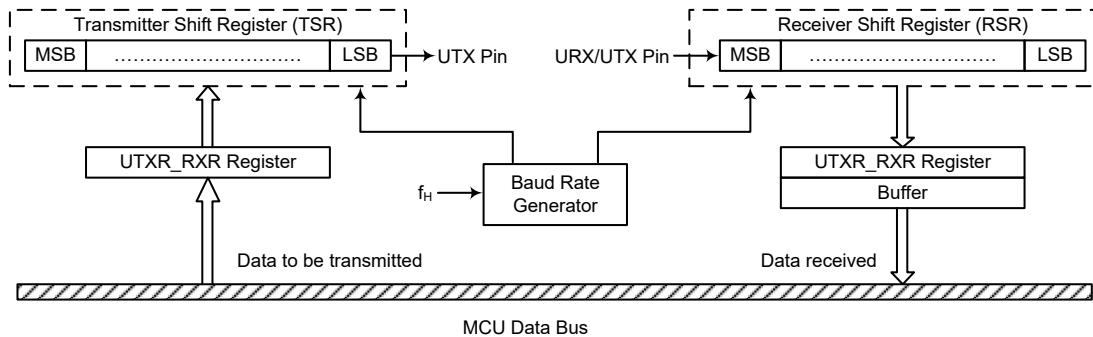 Transmitter Shift Register (TSR)
MSB ………………………… LSB
UTX Pin
URX/UTX Pin
Receiver Shift Register (RSR)
MSB ………………………… LSB
UTXR_RXR Register
fH
Baud Rate
Generator
UTXR_RXR Register
Buffer
Data to be transmitted
Data received
MCU Data Bus